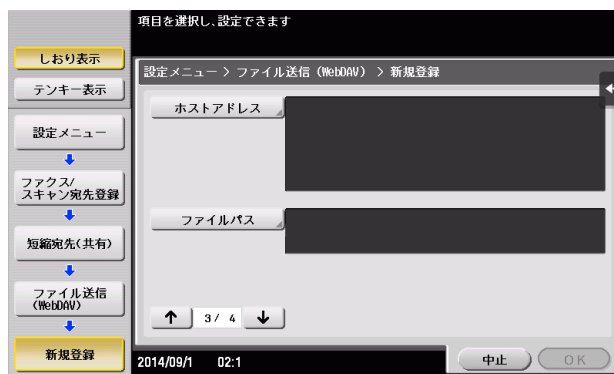 項目を選択し、設定できます
しおり表示
テンキー表示
設定メニュー
ファクス/
スキャン宛先登録
短縮宛先(共有)
ファイル送信
(WebDAV)
新規登録
設定メニュー > ファイル送信 (WebDAV) > 新規登録
ホストアドレス
ファイルパス
↑ 3/ 4 ↓
2014/09/1 02:1
中止
OK